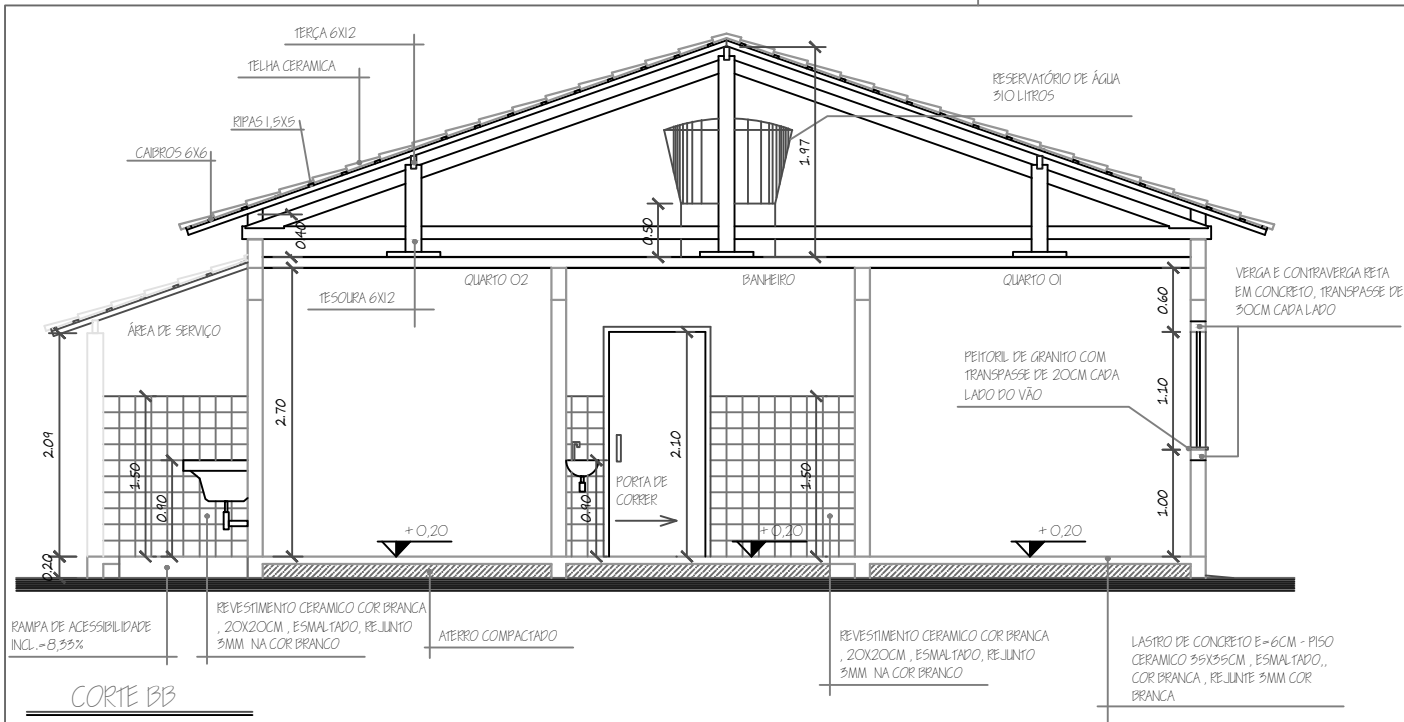 TERÇA 6X12
TELHA CERAMICA
RIPAS 1,5X5
CAIBROS 6X6
RESERVATÓRIO DE ÁGUA
310 LITROS
1.97
0.50
0.40
QUARTO 02
BANHEIRO
QUARTO 01
TESOURA 6X12
ÁREA DE SERVIÇO
VERGA E CONTRAVERGA RETA
EM CONCRETO, TRANSPASSE DE
30CM CADA LADO
0.60
PEITORIL DE GRANITO COM
TRANSPASSE DE 20CM CADA
LADO DO VÃO
1.10
2.09
2.70
2.10
1.50
0.90
0.90
1.50
1.00
PORTA DE
CORRER
+0,20
+0,20
+0,20
0.20
RAMPA DE ACESSIBILIDADE
INCL.=8,33%
REVESTIMENTO CERAMICO COR BRANCA
, 20X20CM , ESMALTADO, REJUNTO
3MM NA COR BRANCO
ATERRO COMPACTADO
REVESTIMENTO CERAMICO COR BRANCA
, 20X20CM , ESMALTADO, REJUNTO
3MM NA COR BRANCO
LASTRO DE CONCRETO E=6CM - PISO
CERAMICO 35X35CM , ESMALTADO,,
COR BRANCA , REJUNTE 3MM COR
BRANCA
CORTE BB